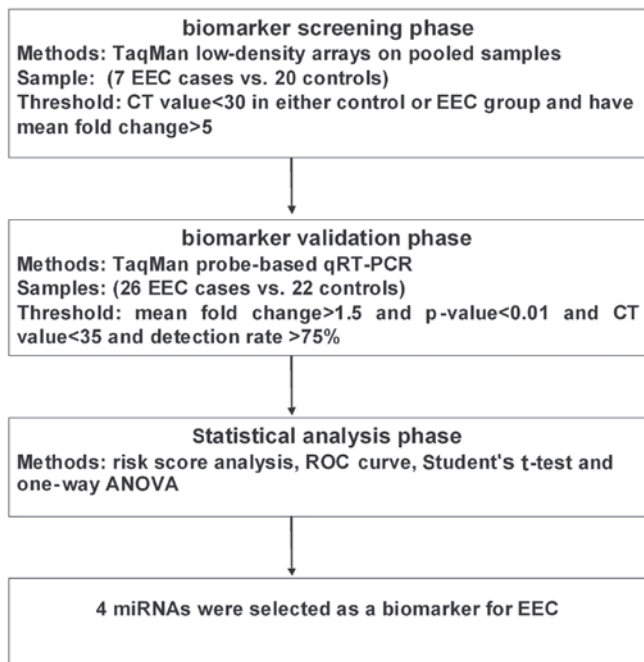 biomarker screening phase
Methods: TaqMan low-density arrays on pooled samples
Sample: (7 EEC cases vs. 20 controls)
Threshold: CT value<30 in either control or EEC group and have
mean fold change>5
biomarker validation phase
Methods: TaqMan probe-based qRT-PCR
Samples: (26 EEC cases vs. 22 controls)
Threshold: mean fold change>1.5 and p-value<0.01 and CT
value<35 and detection rate >75%
Statistical analysis phase
Methods: risk score analysis, ROC curve, Student's t-test and
one-way ANOVA
4 miRNAs were selected as a biomarker for EEC